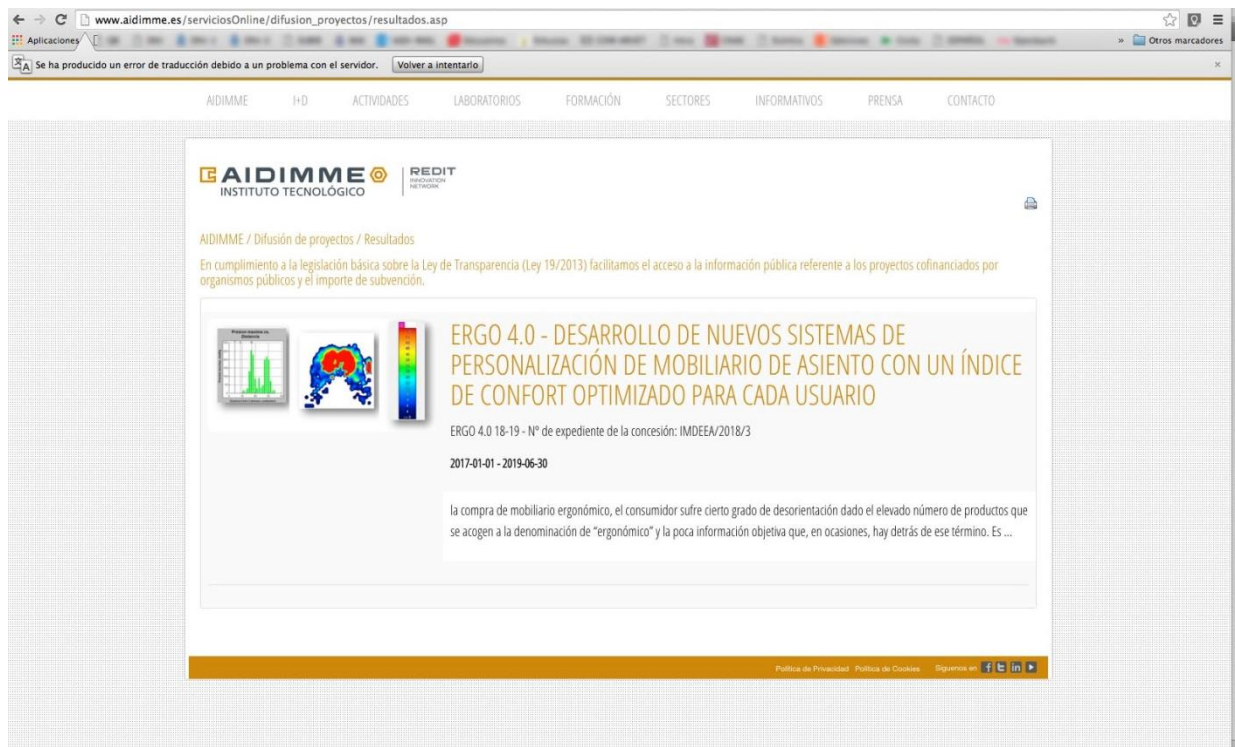 www.aidimme.es/serviciosOnline/difusion_proyectos/resultados.asp
Aplicaciones
» Otros marcadores
Se ha producido un error de traducción debido a un problema con el servidor. Volver a intentarlo
AIDIMME I+D ACTIVIDADES LABORATORIOS FORMACIÓN SECTORES INFORMATIVOS PRENSA CONTACTO
AIDIMME REDIT
INNOVATION
NETWORK
INSTITUTO TECNOLÓGICO
AIDIMME / Difusión de proyectos / Resultados
En cumplimiento a la legislación básica sobre la Ley de Transparencia (Ley 19/2013) facilitamos el acceso a la información pública referente a los proyectos cofinanciados por
organismos públicos y el importe de subvención.
ERGO 4.0 - DESARROLLO DE NUEVOS SISTEMAS DE
PERSONALIZACIÓN DE MOBILIARIO DE ASIENTO CON UN ÍNDICE
DE CONFORT OPTIMIZADO PARA CADA USUARIO
ERGO 4.0 18-19 - Nº de expediente de la concesión: IMDEEA/2018/3
2017-01-01 - 2019-06-30
la compra de mobiliario ergonómico, el consumidor sufre cierto grado de desorientación dado el elevado número de productos que
se acogen a la denominación de “ergonómico” y la poca información objetiva que, en ocasiones, hay detrás de ese término. Es ...
Política de Privacidad Política de Cookies Síguenos en